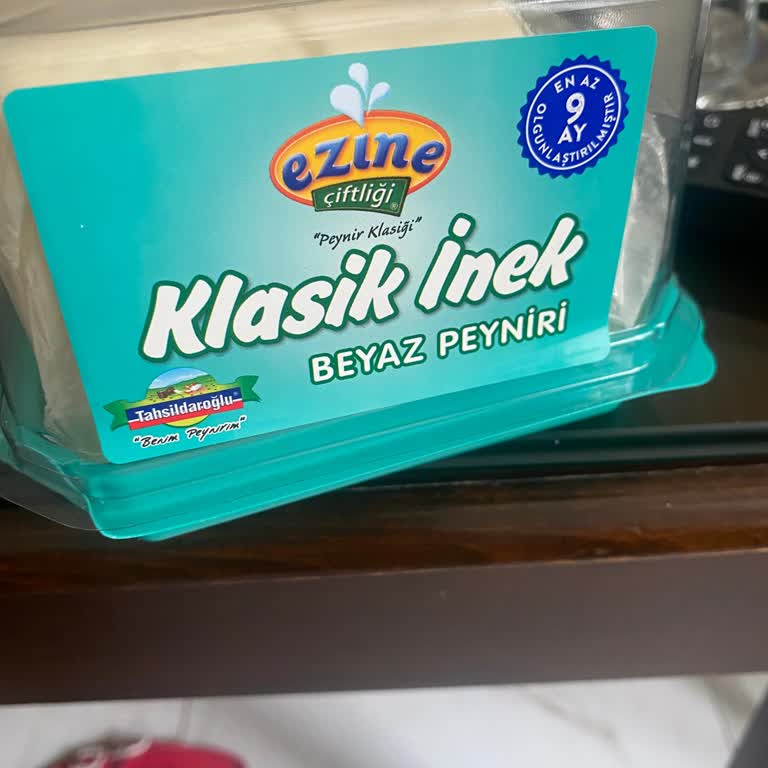 EN AZ
9
AY
OLGUNLAŞTIRILMIŞTIR
ezine
çiftliği
"Peynir Klasiği"
Klasik İnek
BEYAZ PEYNİRİ
Tahsildaroğlu
"Benim Peynirim"